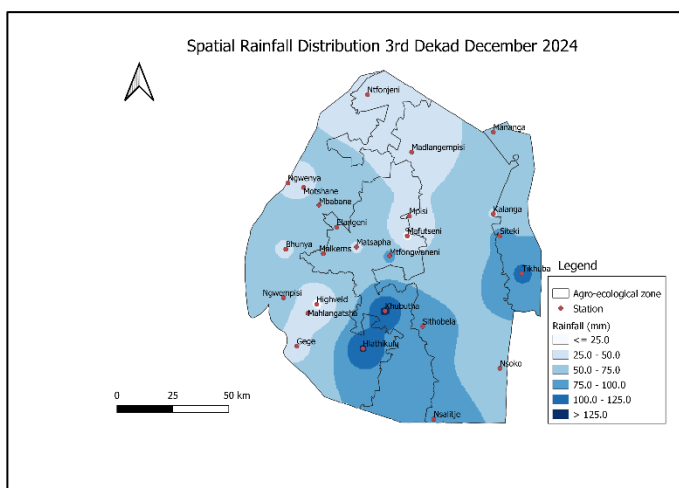 Spatial Rainfall Distribution 3rd Dekad December 2024
Ntfonjeni
Mananga
Madlangempisi
Ngwenya
Motshane
Mbabane
Mpisi
Kalanga
Elangeni
Mafutseni
Siteki
Bhunya
Matsapha
Malkerns
Mtfongwaneni
Tikhuba
Legend
Agro-ecological zone
Station
Rainfall (mm)
<= 25.0
25.0 - 50.0
50.0 - 75.0
75.0 - 100.0
100.0 - 125.0
> 125.0
Ngwempisi
Highveld
Mahlangatsha
Khubutha
Sithobela
Gege
Hlathikulu
Nsoko
Nsalitje
0 25 50 km